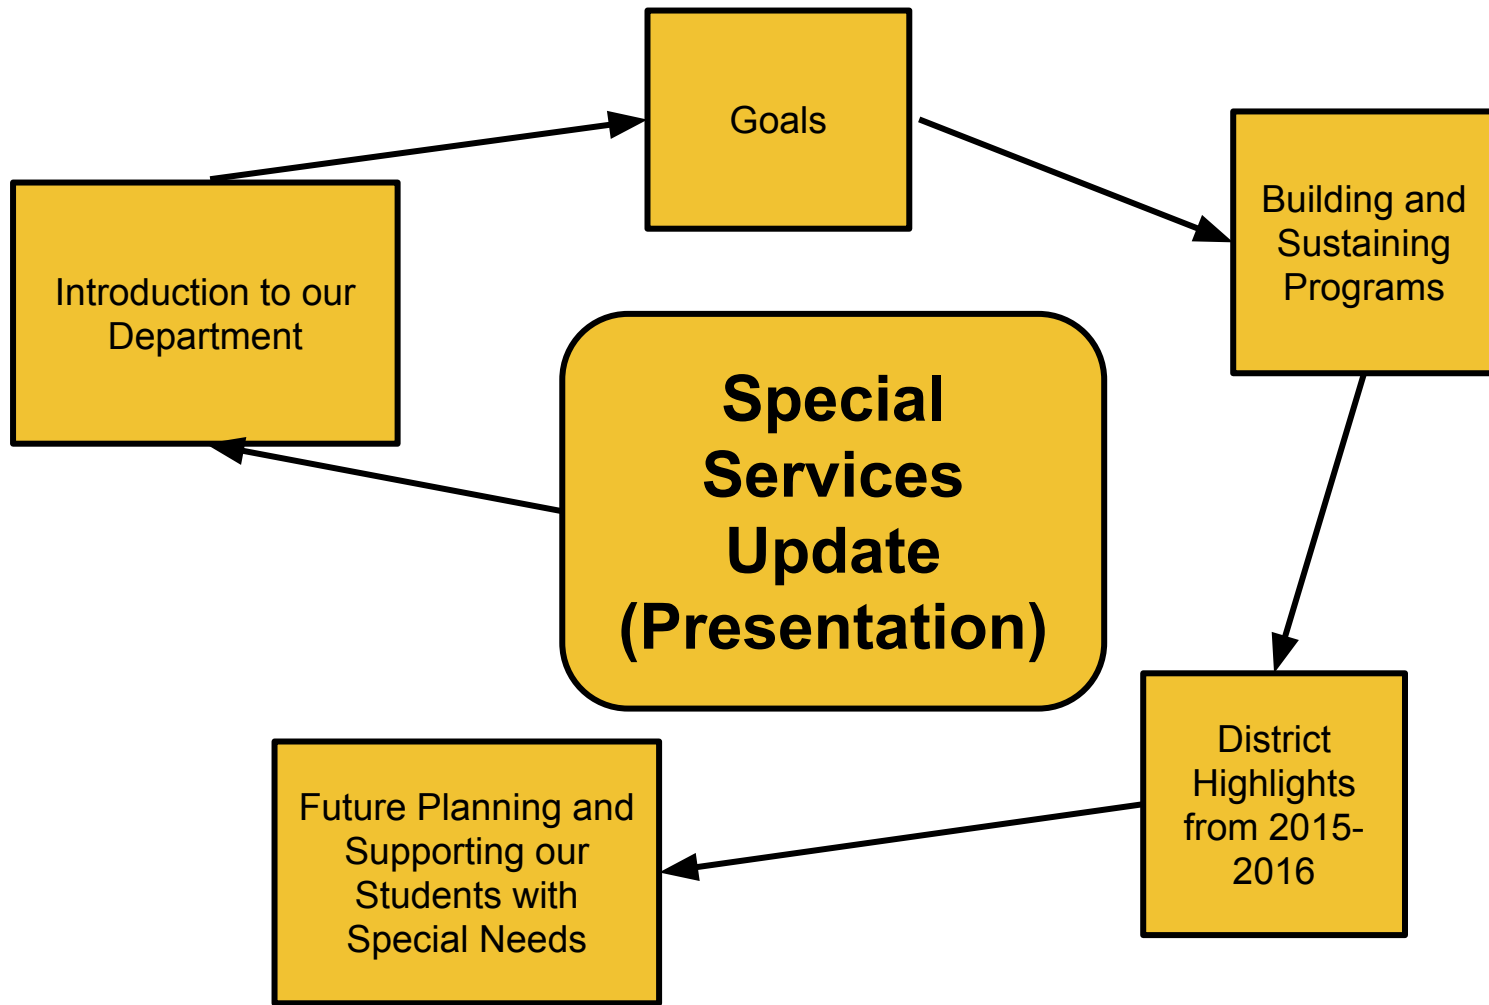 Goals
Building and
Sustaining
Programs
Introduction to our
Department
Special
Services
Update
(Presentation)
District
Highlights
from 2015-
2016
Future Planning and
Supporting our
Students with
Special Needs